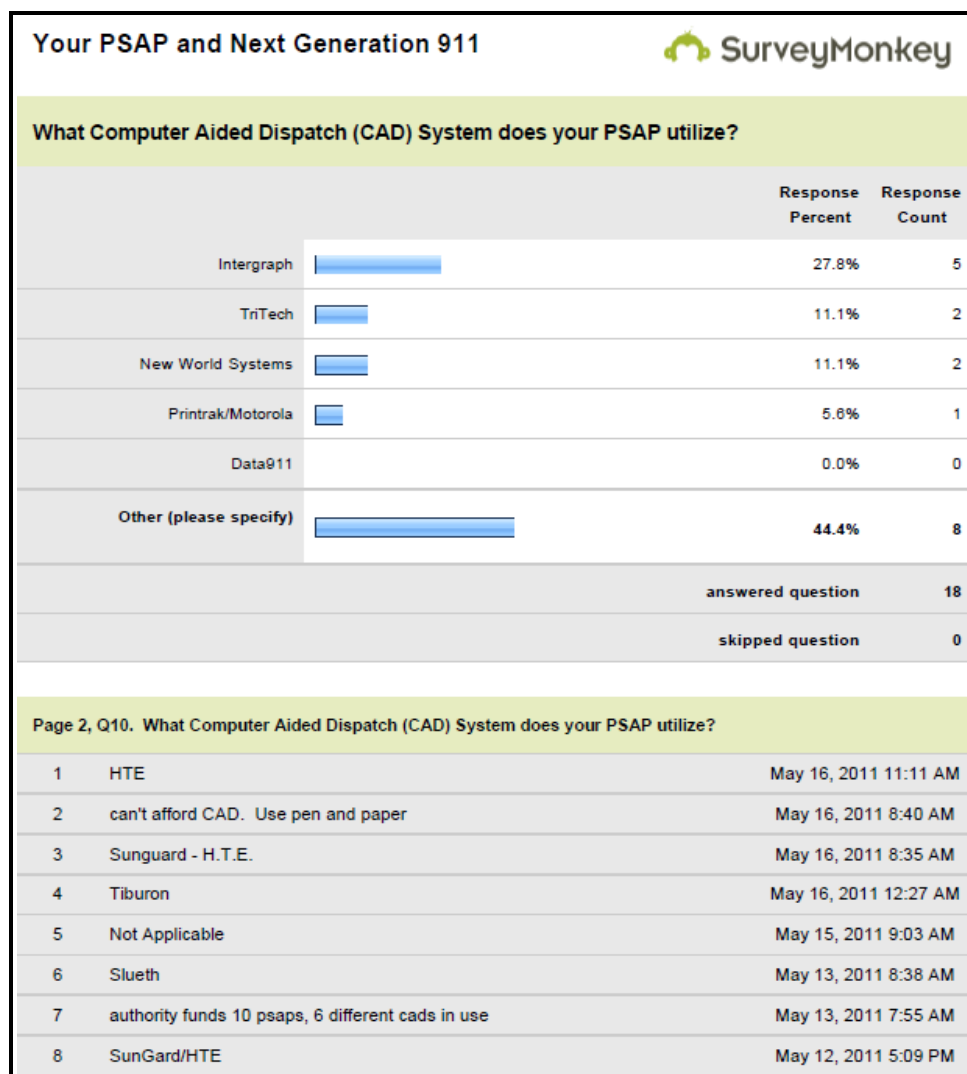 Your PSAP and Next Generation 911
SurveyMonkey
What Computer Aided Dispatch (CAD) System does your PSAP utilize?
Response Percent Response Count
Intergraph 27.8% 5
TriTech 11.1% 2
New World Systems 11.1% 2
Printrak/Motorola 5.6% 1
Data911 0.0% 0
Other (please specify) 44.4% 8
answered question 18
skipped question 0
Page 2, Q10. What Computer Aided Dispatch (CAD) System does your PSAP utilize?
1 HTE May 16, 2011 11:11 AM
2 can't afford CAD. Use pen and paper May 16, 2011 8:40 AM
3 Sunguard - H.T.E. May 16, 2011 8:35 AM
4 Tiburon May 16, 2011 12:27 AM
5 Not Applicable May 15, 2011 9:03 AM
6 Slueth May 13, 2011 8:38 AM
7 authority funds 10 psaps, 6 different cads in use May 13, 2011 7:55 AM
8 SunGard/HTE May 12, 2011 5:09 PM